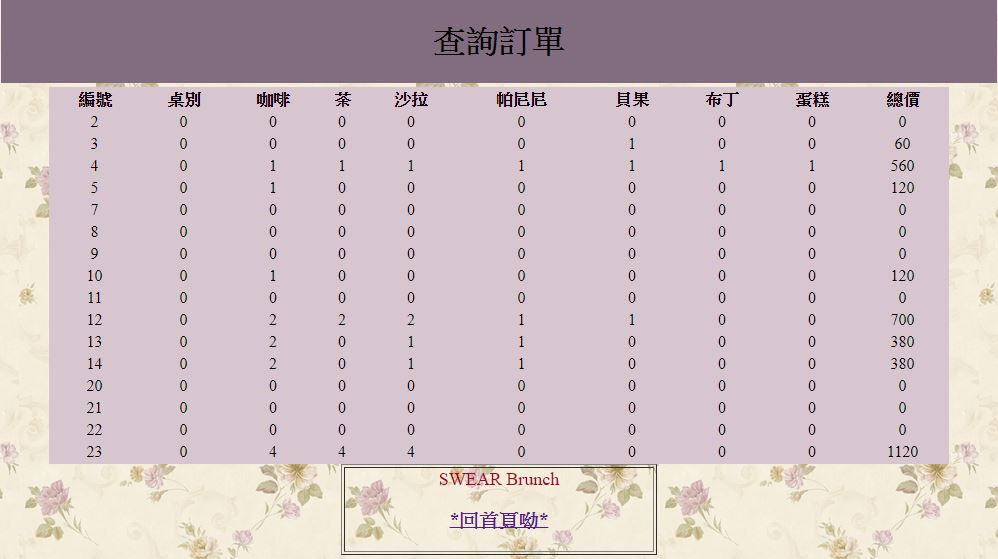 查詢訂單
編號 桌別 咖啡 茶 沙拉 帕尼尼 貝果 布丁 蛋糕 總價
2 0 0 0 0 0 0 0 0 0
3 0 0 0 0 0 1 0 0 60
4 0 1 1 1 1 1 1 1 560
5 0 1 0 0 0 0 0 0 120
7 0 0 0 0 0 0 0 0 0
8 0 0 0 0 0 0 0 0 0
9 0 0 0 0 0 0 0 0 0
10 0 1 0 0 0 0 0 0 120
11 0 0 0 0 0 0 0 0 0
12 0 2 2 2 1 1 0 0 700
13 0 2 0 1 1 0 0 0 380
14 0 2 0 1 1 0 0 0 380
20 0 0 0 0 0 0 0 0 0
21 0 0 0 0 0 0 0 0 0
22 0 0 0 0 0 0 0 0 0
23 0 4 4 4 0 0 0 0 1120
SWEAR Brunch
*回首頁呦*